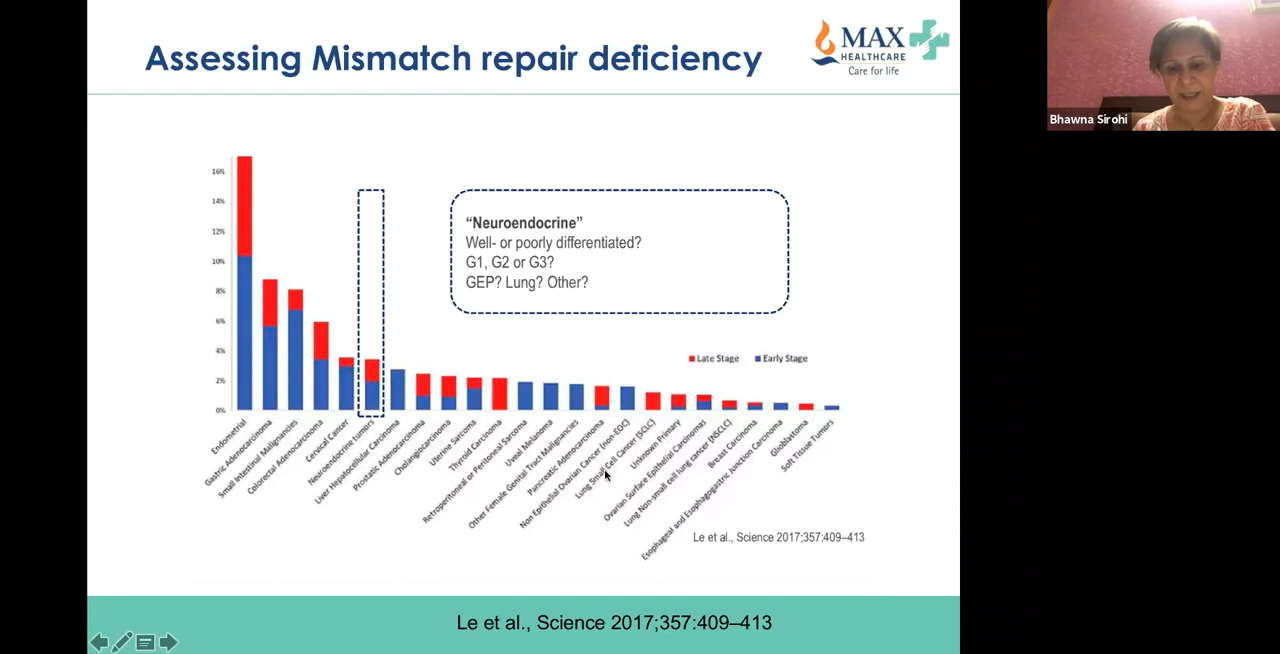 Assessing Mismatch repair deficiency
MAX
HEALTHCARE
Care for life
Bhawna Sirohi
16%
14%
12%
10%
8%
6%
4%
2%
0%
“Neuroendocrine”
Well- or poorly differentiated?
G1, G2 or G3?
GEP? Lung? Other?
Late Stage
Early Stage
Endometrial
Gastric Adenocarcinoma
Small Intestinal Malignancies
Colorectal Adenocarcinoma
Cervical Cancer
Neuroendocrine tumors
Liver Hepatocellular Carcinoma
Prostatic Adenocarcinoma
Cholangiocarcinoma
Uterine Sarcoma
Thyroid Carcinoma
Retroperitoneal or Peritoneal Sarcoma
Uveal Melanoma
Other Female Genital Tract Malignancies
Pancreatic Adenocarcinoma
Non Epithelial Ovarian Cancer (non-EOC)
Lung Small Cell Cancer (SCLC)
Unknown Primary
Ovarian Surface Epithelial Carcinomas
Lung Non-small cell lung cancer (NSCLC)
Breast Carcinoma
Esophageal and Esophagogastric Junction Carcinoma
Glioblastoma
Soft Tissue Tumors
Le et al., Science 2017;357:409–413
Le et al., Science 2017;357:409–413